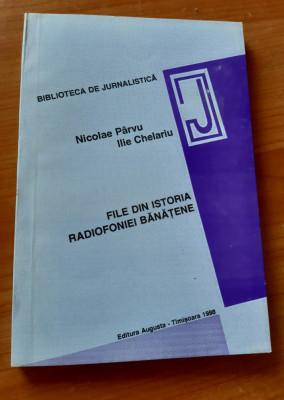 BIBLIOTECA DE JURNALISTICĂ
J
Nicolae Pârvu
Ilie Chelariu
FILE DIN ISTORIA
RADIOFONIEI BĂNĂȚENE
Editura Augusta - Timișoara 1998